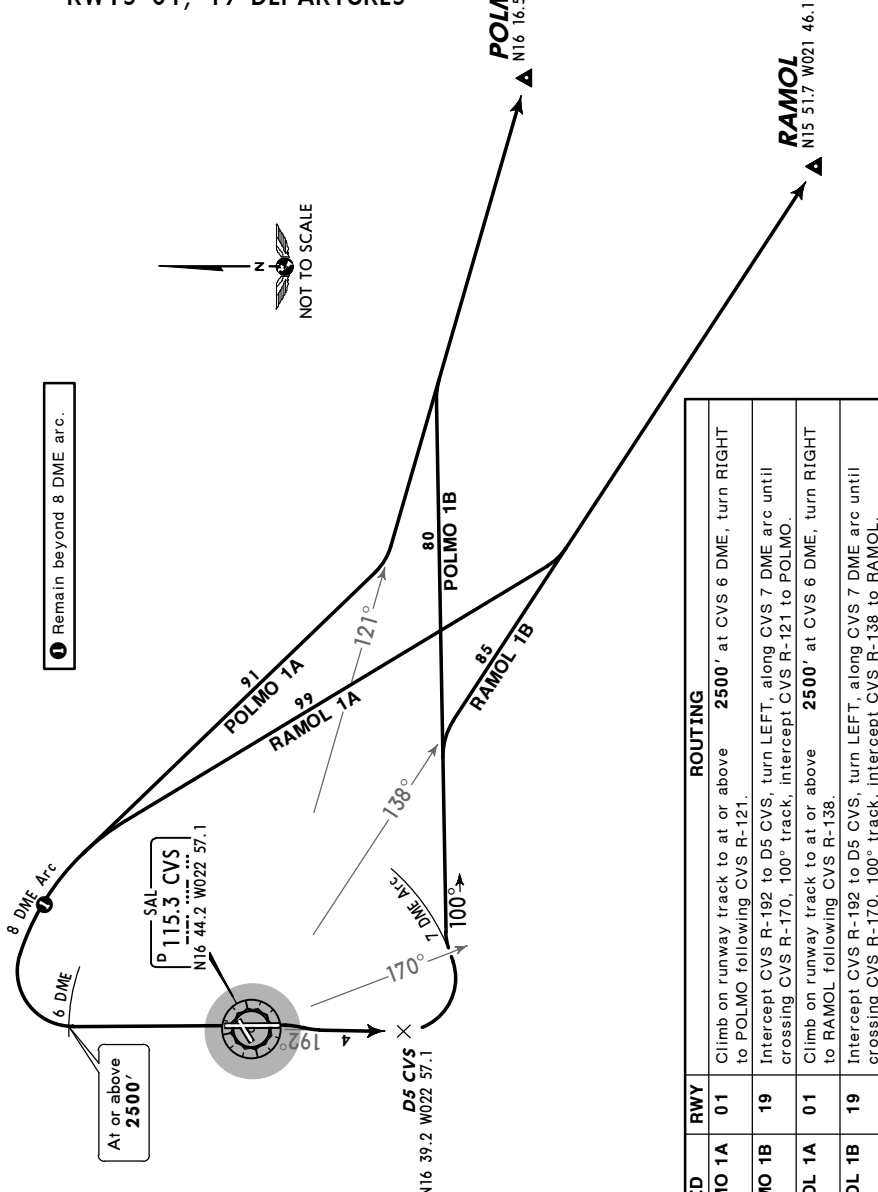 RWYS 01, 19 DEPARTURES
N16 16.5
RAMOL
N15 51.7 W021 46.1
N
NOT TO SCALE
1 Remain beyond 8 DME arc.
8 DME Arc
1
6 DME
At or above
2500'
SAL
D 115.3 CVS
N16 44.2 W022 57.1
91
POLMO 1A
99
RAMOL 1A
121°
80
POLMO 1B
85
RAMOL 1B
138°
7 DME Arc
100°
170°
192°
4
D5 CVS
N16 39.2 W022 57.1
RWY
ROUTING
MO 1A
01
Climb on runway track to at or above 2500' at CVS 6 DME, turn RIGHT
to POLMO following CVS R-121.
MO 1B
19
Intercept CVS R-192 to D5 CVS, turn LEFT, along CVS 7 DME arc until
crossing CVS R-170, 100° track, intercept CVS R-121 to POLMO.
OL 1A
01
Climb on runway track to at or above 2500' at CVS 6 DME, turn RIGHT
to RAMOL following CVS R-138.
OL 1B
19
Intercept CVS R-192 to D5 CVS, turn LEFT, along CVS 7 DME arc until
crossing CVS R-170, 100° track, intercept CVS R-138 to RAMOL.